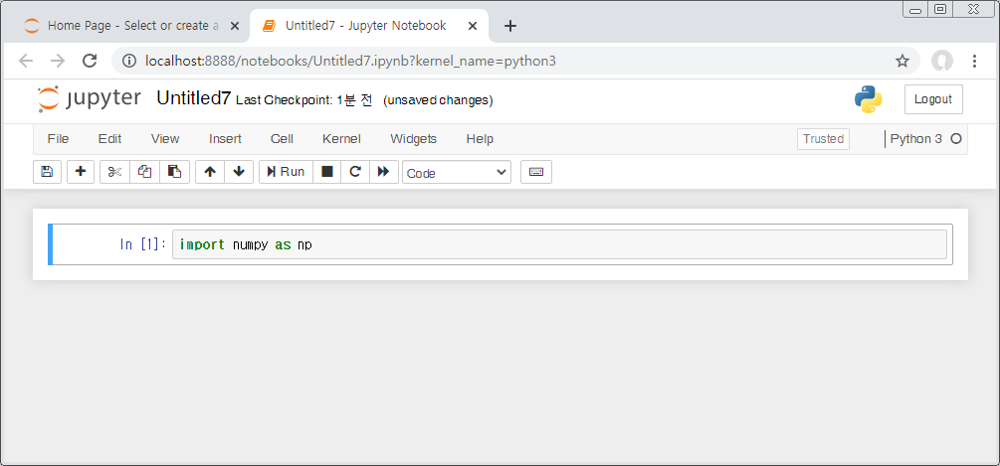 Home Page - Select or create a
Untitled7 - Jupyter Notebook
localhost:8888/notebooks/Untitled7.ipynb?kernel_name=python3
jupyter Untitled7 Last Checkpoint: 1분 전 (unsaved changes) Logout
File Edit View Insert Cell Kernel Widgets Help Trusted Python 3
Run Code
In [1]: import numpy as np